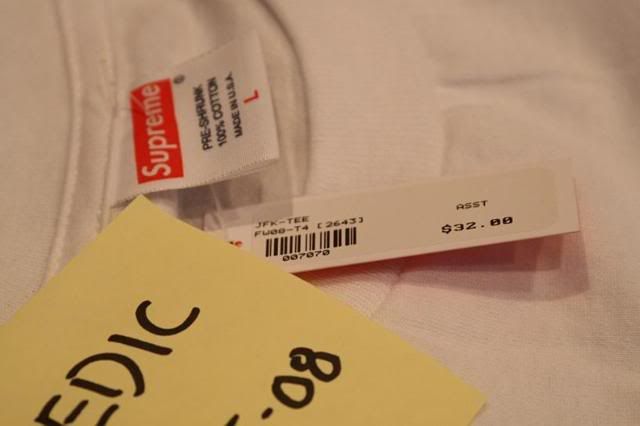 Supreme®
PRE-SHRUNK
100% COTTON
MADE IN U.S.A.
L
JFK-TEE
FW08-T4 [2643]
007070
ASST
$32.00
EDIC
-08